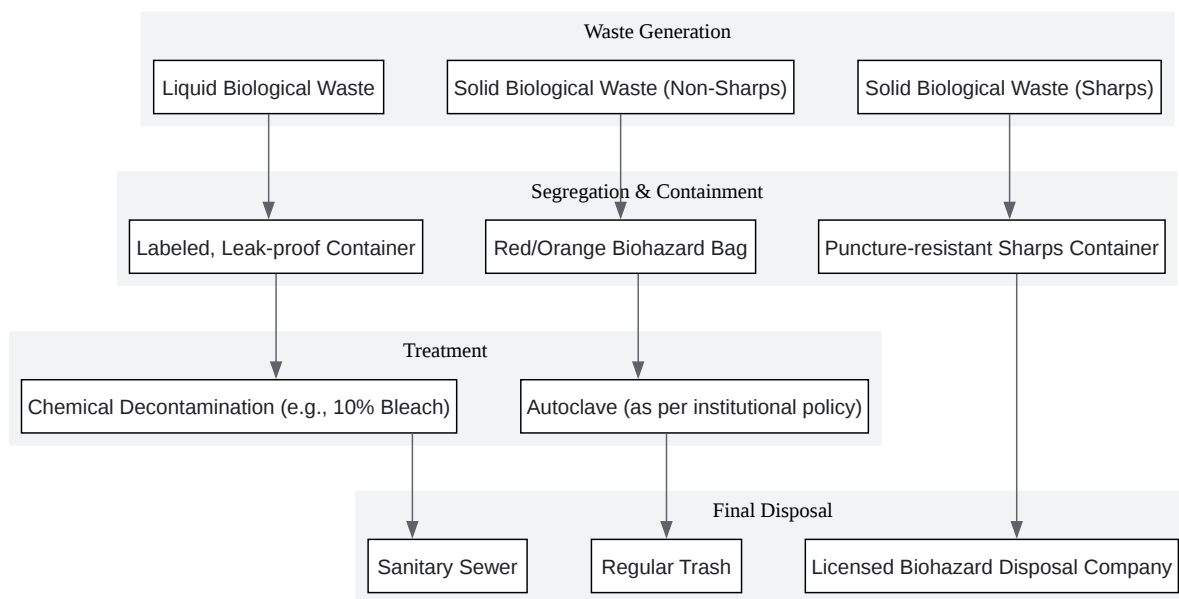 Waste Generation
Liquid Biological Waste
Solid Biological Waste (Non-Sharps)
Solid Biological Waste (Sharps)
Segregation & Containment
Labeled, Leak-proof Container
Red/Orange Biohazard Bag
Puncture-resistant Sharps Container
Treatment
Chemical Decontamination (e.g., 10% Bleach)
Autoclave (as per institutional policy)
Final Disposal
Sanitary Sewer
Regular Trash
Licensed Biohazard Disposal Company